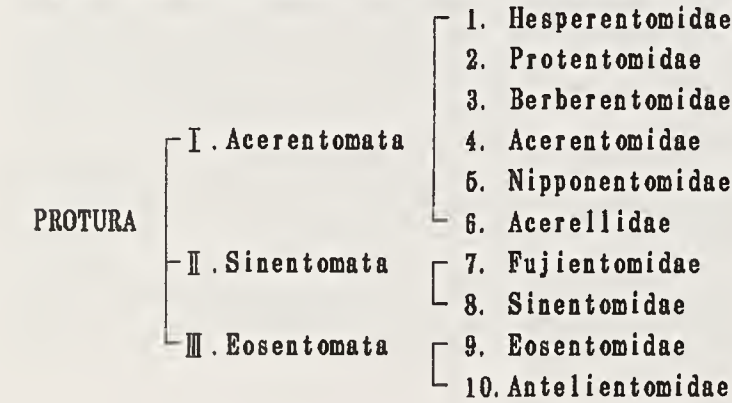 1. Hesperentomidae
2. Protentomidae
3. Berberentomidae
I. Acerentomata 4. Acerentomidae
5. Nipponentomidae
PROTURA 6. Acerellidae
II. Sinentomata 7. Fujientomidae
8. Sinentomidae
III. Eosentomata 9. Eosentomidae
10. Antelientomidae